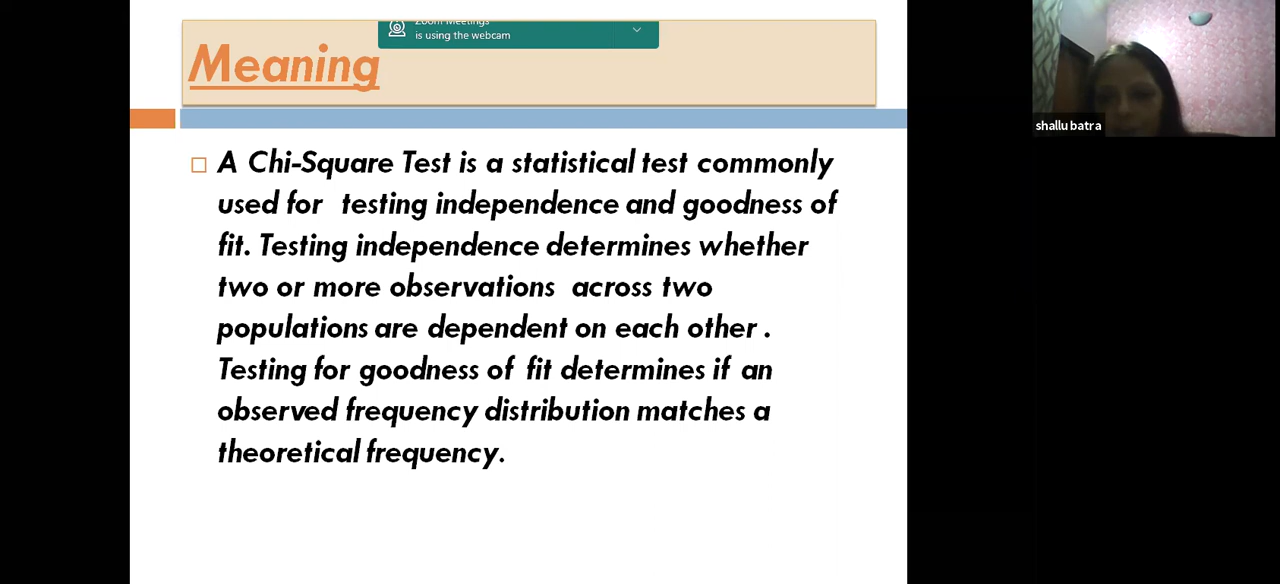 Zoom Meetings
is using the webcam
Meaning
shallu batra
A Chi-Square Test is a statistical test commonly
used for testing independence and goodness of
fit. Testing independence determines whether
two or more observations across two
populations are dependent on each other .
Testing for goodness of fit determines if an
observed frequency distribution matches a
theoretical frequency.